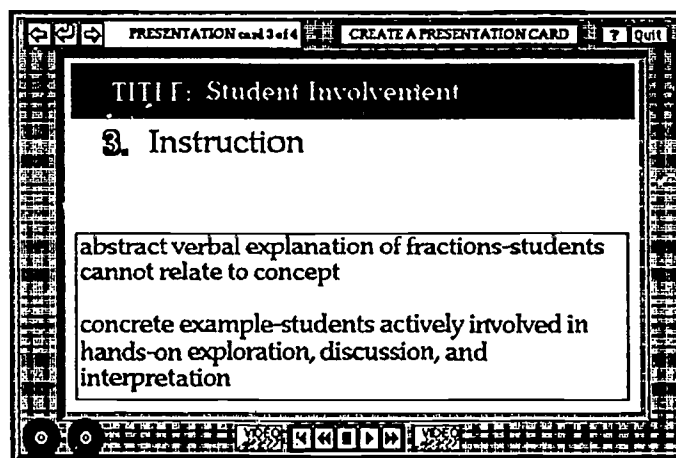 PRESENTATION card 3 of 4 CREATE A PRESENTATION CARD ? Quit
TITLE: Student Involvement
3. Instruction
abstract verbal explanation of fractions-students
cannot relate to concept
concrete example-students actively involved in
hands-on exploration, discussion, and
interpretation
VIDEO VIDEO